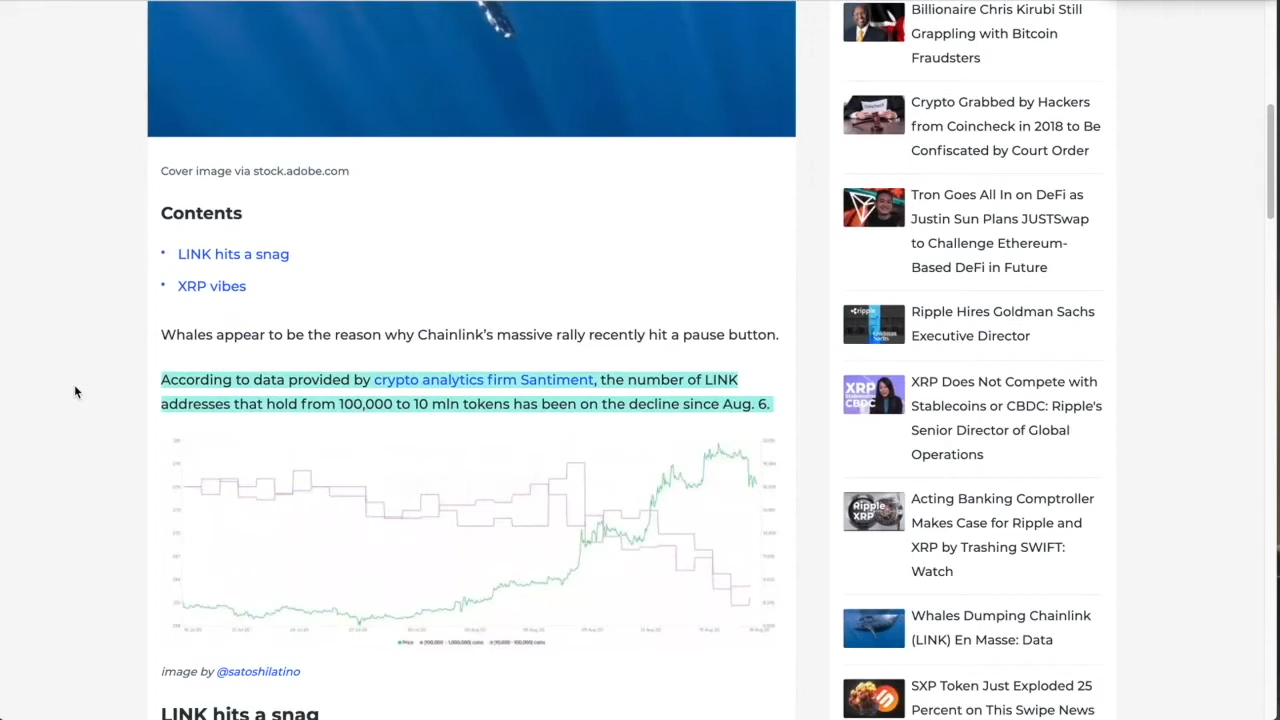 Cover image via stock.adobe.com
Contents
• LINK hits a snag
• XRP vibes
Whales appear to be the reason why Chainlink's massive rally recently hit a pause button.
According to data provided by crypto analytics firm Santiment, the number of LINK
addresses that hold from 100,000 to 10 mln tokens has been on the decline since Aug. 6.
image by @satoshilatino
LINK hits a snag
Billionaire Chris Kirubi Still
Grappling with Bitcoin
Fraudsters
Crypto Grabbed by Hackers
from Coincheck in 2018 to Be
Confiscated by Court Order
Tron Goes All In on DeFi as
Justin Sun Plans JUSTSwap
to Challenge Ethereum-
Based DeFi in Future
Ripple Hires Goldman Sachs
Executive Director
XRP Does Not Compete with
Stablecoins or CBDC: Ripple's
Senior Director of Global
Operations
Acting Banking Comptroller
Makes Case for Ripple and
XRP by Trashing SWIFT:
Watch
Whales Dumping Chainlink
(LINK) En Masse: Data
SXP Token Just Exploded 25
Percent on This Swipe News